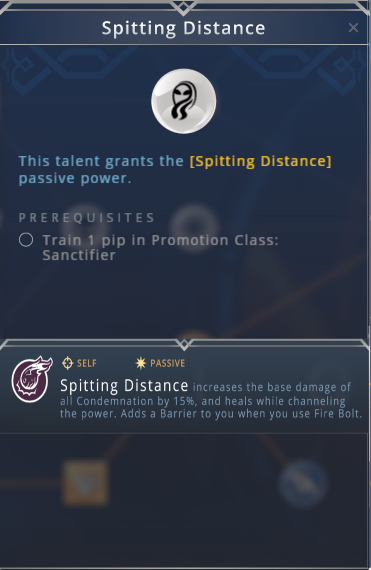 Spitting Distance
This talent grants the [Spitting Distance]
passive power.
PREREQUISITES
Train 1 pip in Promotion Class:
Sanctifier
SELF PASSIVE
Spitting Distance increases the base damage of
all Condemnation by 15%, and heals while channeling
the power. Adds a Barrier to you when you use Fire Bolt.